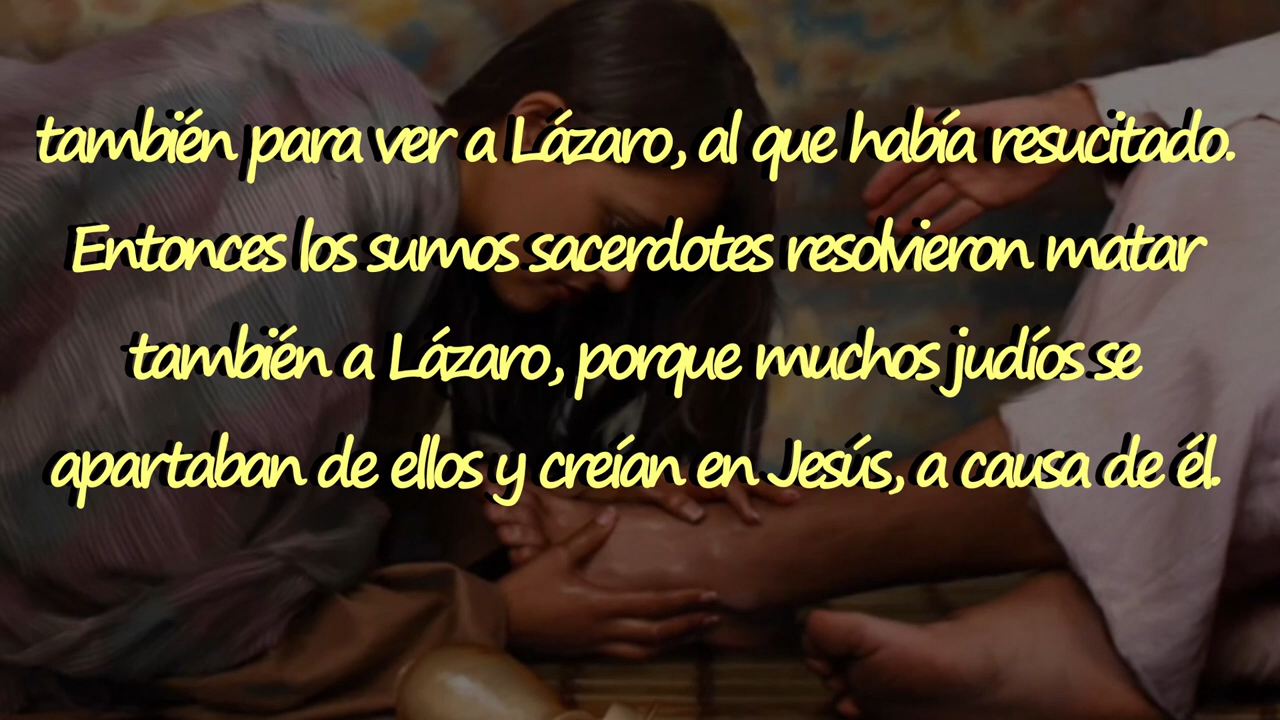 también para ver a Lázaro, al que había resucitado.
Entonces los sumos sacerdotes resolvieron matar
también a Lázaro, porque muchos judíos se
apartaban de ellos y creían en Jesús, a causa de él.